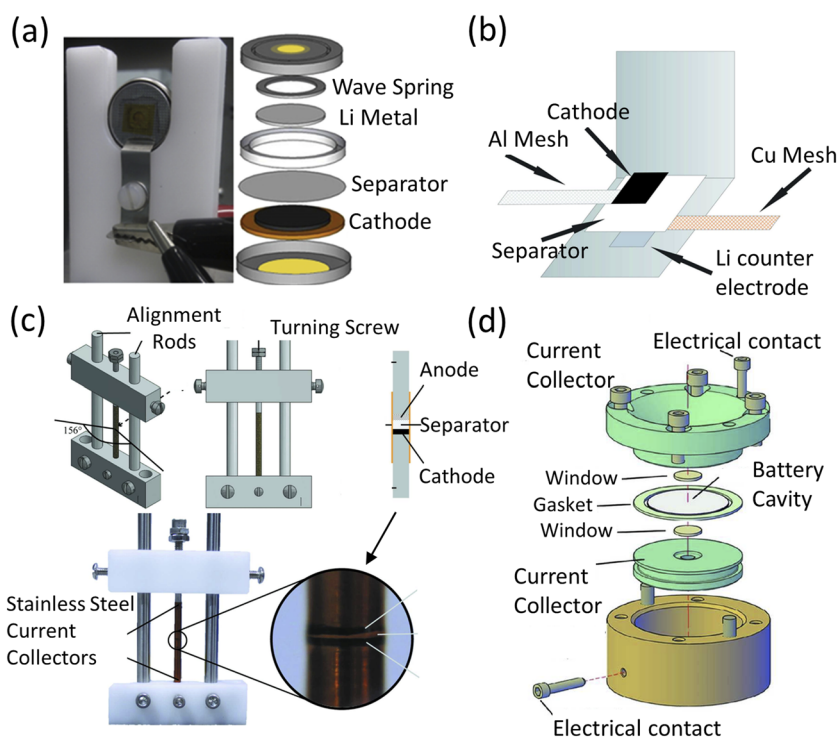 (a)
Wave Spring
Li Metal
Separator
Cathode
(b)
Cathode
Al Mesh
Cu Mesh
Separator
Li counter
electrode
(c)
Alignment
Rods
Turning Screw
156°
Anode
Separator
Cathode
Stainless Steel
Current
Collectors
(d)
Electrical contact
Current
Collector
Window
Battery
Cavity
Gasket
Window
Current
Collector
Electrical contact